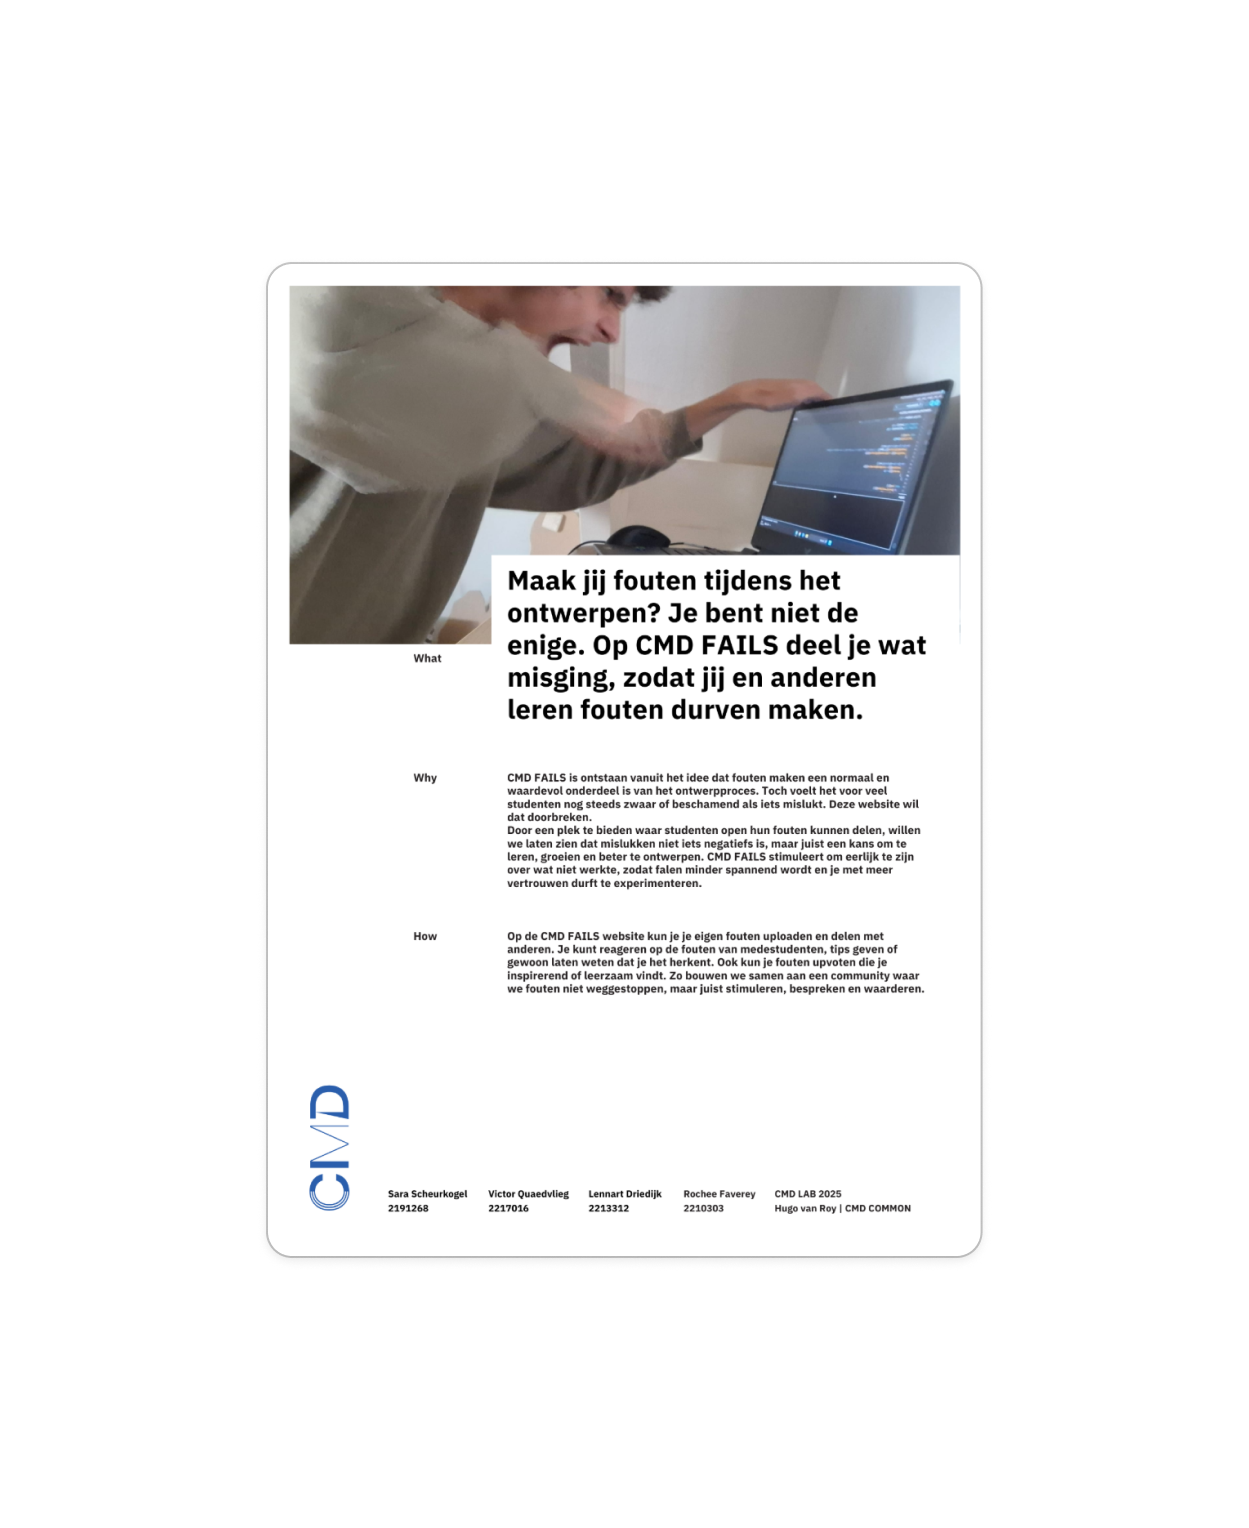 Maak jij fouten tijdens het
ontwerpen? Je bent niet de
enige. Op CMD FAILS deel je wat
misging, zodat jij en anderen
leren fouten durven maken.
What
Why
CMD FAILS is ontstaan vanuit het idee dat fouten maken een normaal en
waardevol onderdeel is van het ontwerpproces. Toch voelt het voor veel
studenten nog steeds zwaar of beschamend als iets mislukt. Deze website wil
dat doorbreken.
Door een plek te bieden waar studenten open hun fouten kunnen delen, willen
we laten zien dat mislukken niet iets negatiefs is, maar juist een kans om te
leren, groeien en beter te ontwerpen. CMD FAILS stimuleert om eerlijk te zijn
over wat niet werkte, zodat falen minder spannend wordt en je met meer
vertrouwen durft te experimenteren.
How
Op de CMD FAILS website kun je je eigen fouten uploaden en delen met
anderen. Je kunt reageren op de fouten van medestudenten, tips geven of
gewoon laten weten dat je het herkent. Ook kun je fouten upvoten die je
inspirerend of leerzaam vindt. Zo bouwen we samen aan een community waar
we fouten niet weggestoppen, maar juist stimuleren, bespreken en waarderen.
CMD
Sara Scheurkogel
2191268
Victor Quaedvlieg
2217016
Lennart Driedijk
2213312
Rochee Faverey
2210303
CMD LAB 2025
Hugo van Roy | CMD COMMON